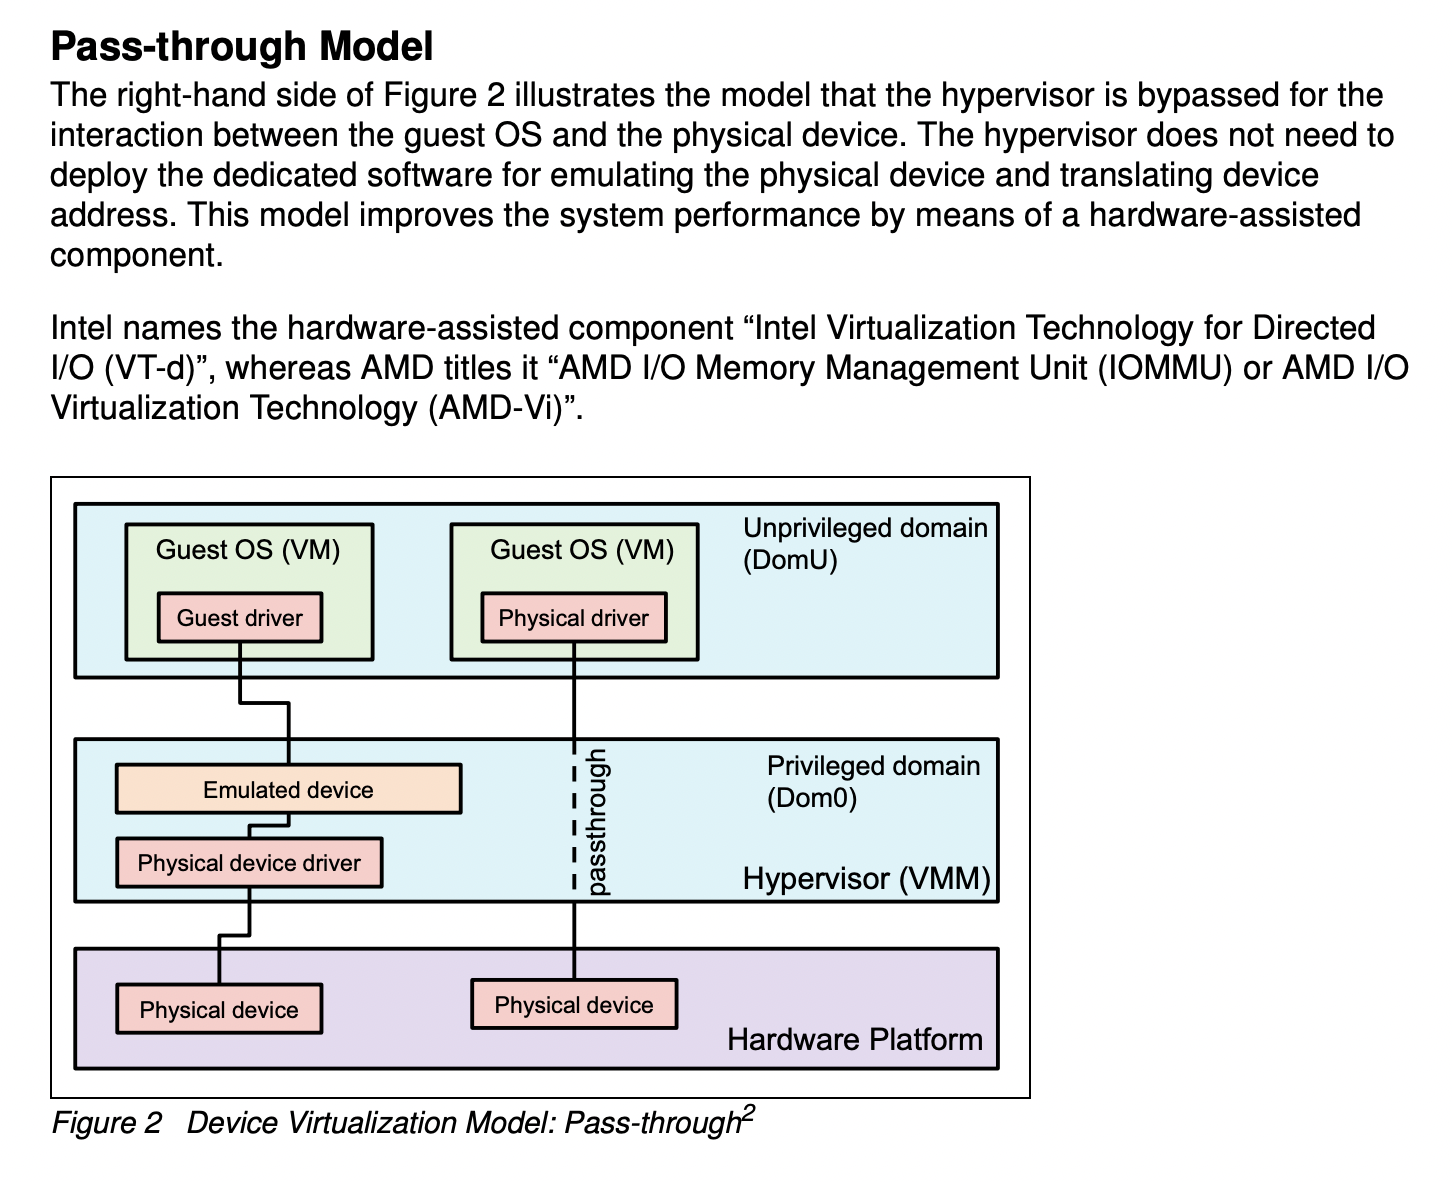 Pass-through Model
The right-hand side of Figure 2 illustrates the model that the hypervisor is bypassed for the
interaction between the guest OS and the physical device. The hypervisor does not need to
deploy the dedicated software for emulating the physical device and translating device
address. This model improves the system performance by means of a hardware-assisted
component.
Intel names the hardware-assisted component “Intel Virtualization Technology for Directed
I/O (VT-d)”, whereas AMD titles it “AMD I/O Memory Management Unit (IOMMU) or AMD I/O
Virtualization Technology (AMD-Vi)”.
Guest OS (VM)
Guest driver
Guest OS (VM)
Physical driver
Unprivileged domain
(DomU)
Emulated device
Physical device driver
passthrough
Privileged domain
(Dom0)
Hypervisor (VMM)
Physical device
Physical device
Hardware Platform
Figure 2 Device Virtualization Model: Pass-through2